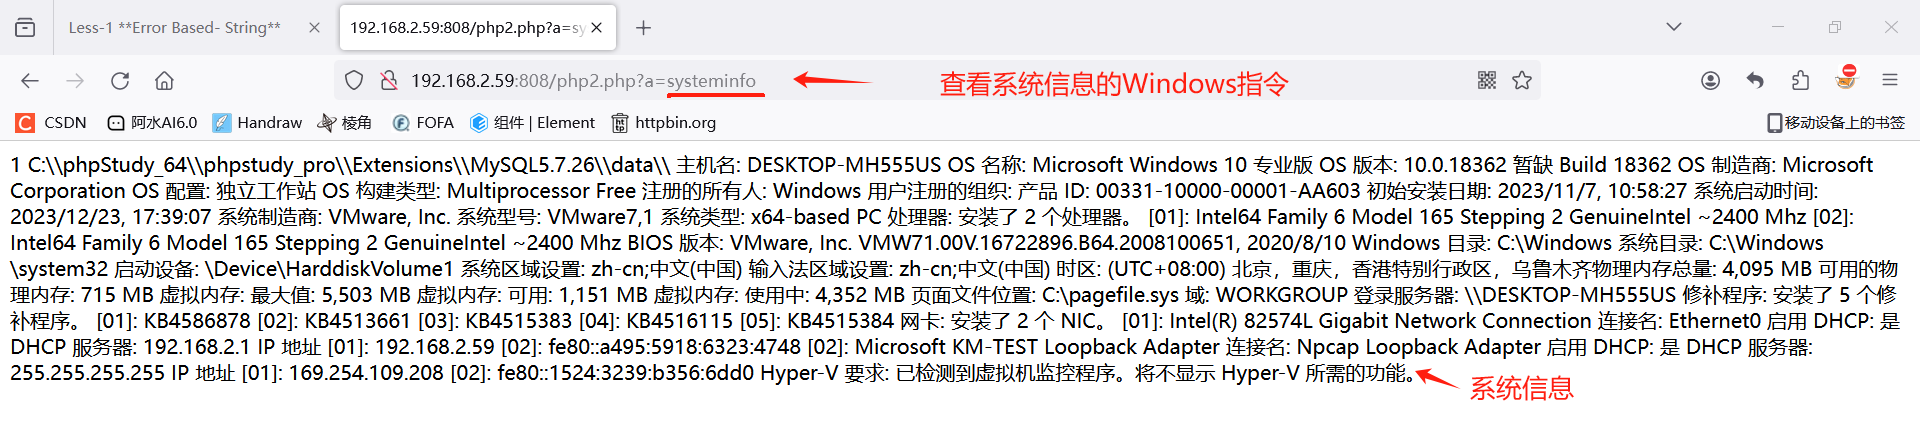 Less-1 **Error Based- String**
192.168.2.59:808/php2.php?a=sy
192.168.2.59:808/php2.php?a=systeminfo
查看系统信息的Windows指令
CSDN
阿水AI6.0
Handraw
棱角
FOFA
组件 | Element
httpbin.org
移动设备上的书签
1 C:\\phpStudy_64\\phpstudy_pro\\Extensions\\MySQL5.7.26\\data\\ 主机名: DESKTOP-MH555US OS 名称: Microsoft Windows 10 专业版 OS 版本: 10.0.18362 暂缺 Build 18362 OS 制造商: Microsoft
Corporation OS 配置: 独立工作站 OS 构建类型: Multiprocessor Free 注册的所有人: Windows 用户注册的组织: 产品 ID: 00331-10000-00001-AA603 初始安装日期: 2023/11/7, 10:58:27 系统启动时间:
2023/12/23, 17:39:07 系统制造商: VMware, Inc. 系统型号: VMware7,1 系统类型: x64-based PC 处理器: 安装了 2 个处理器。 [01]: Intel64 Family 6 Model 165 Stepping 2 GenuineIntel ~2400 Mhz [02]:
Intel64 Family 6 Model 165 Stepping 2 GenuineIntel ~2400 Mhz BIOS 版本: VMware, Inc. VMW71.00V.16722896.B64.2008100651, 2020/8/10 Windows 目录: C:\Windows 系统目录: C:\Windows
\system32 启动设备: \Device\HarddiskVolume1 系统区域设置: zh-cn;中文(中国) 输入法区域设置: zh-cn;中文(中国) 时区: (UTC+08:00) 北京，重庆，香港特别行政区，乌鲁木齐物理内存总量: 4,095 MB 可用的物
理内存: 715 MB 虚拟内存: 最大值: 5,503 MB 虚拟内存: 可用: 1,151 MB 虚拟内存: 使用中: 4,352 MB 页面文件位置: C:\pagefile.sys 域: WORKGROUP 登录服务器: \\DESKTOP-MH555US 修补程序: 安装了 5 个修
补程序。 [01]: KB4586878 [02]: KB4513661 [03]: KB4515383 [04]: KB4516115 [05]: KB4515384 网卡: 安装了 2 个 NIC。 [01]: Intel(R) 82574L Gigabit Network Connection 连接名: Ethernet0 启用 DHCP: 是
DHCP 服务器: 192.168.2.1 IP 地址 [01]: 192.168.2.59 [02]: fe80::a495:5918:6323:4748 [02]: Microsoft KM-TEST Loopback Adapter 连接名: Npcap Loopback Adapter 启用 DHCP: 是 DHCP 服务器:
255.255.255.255 IP 地址 [01]: 169.254.109.208 [02]: fe80::1524:3239:b356:6dd0 Hyper-V 要求: 已检测到虚拟机监控程序。将不显示 Hyper-V 所需的功能。
系统信息